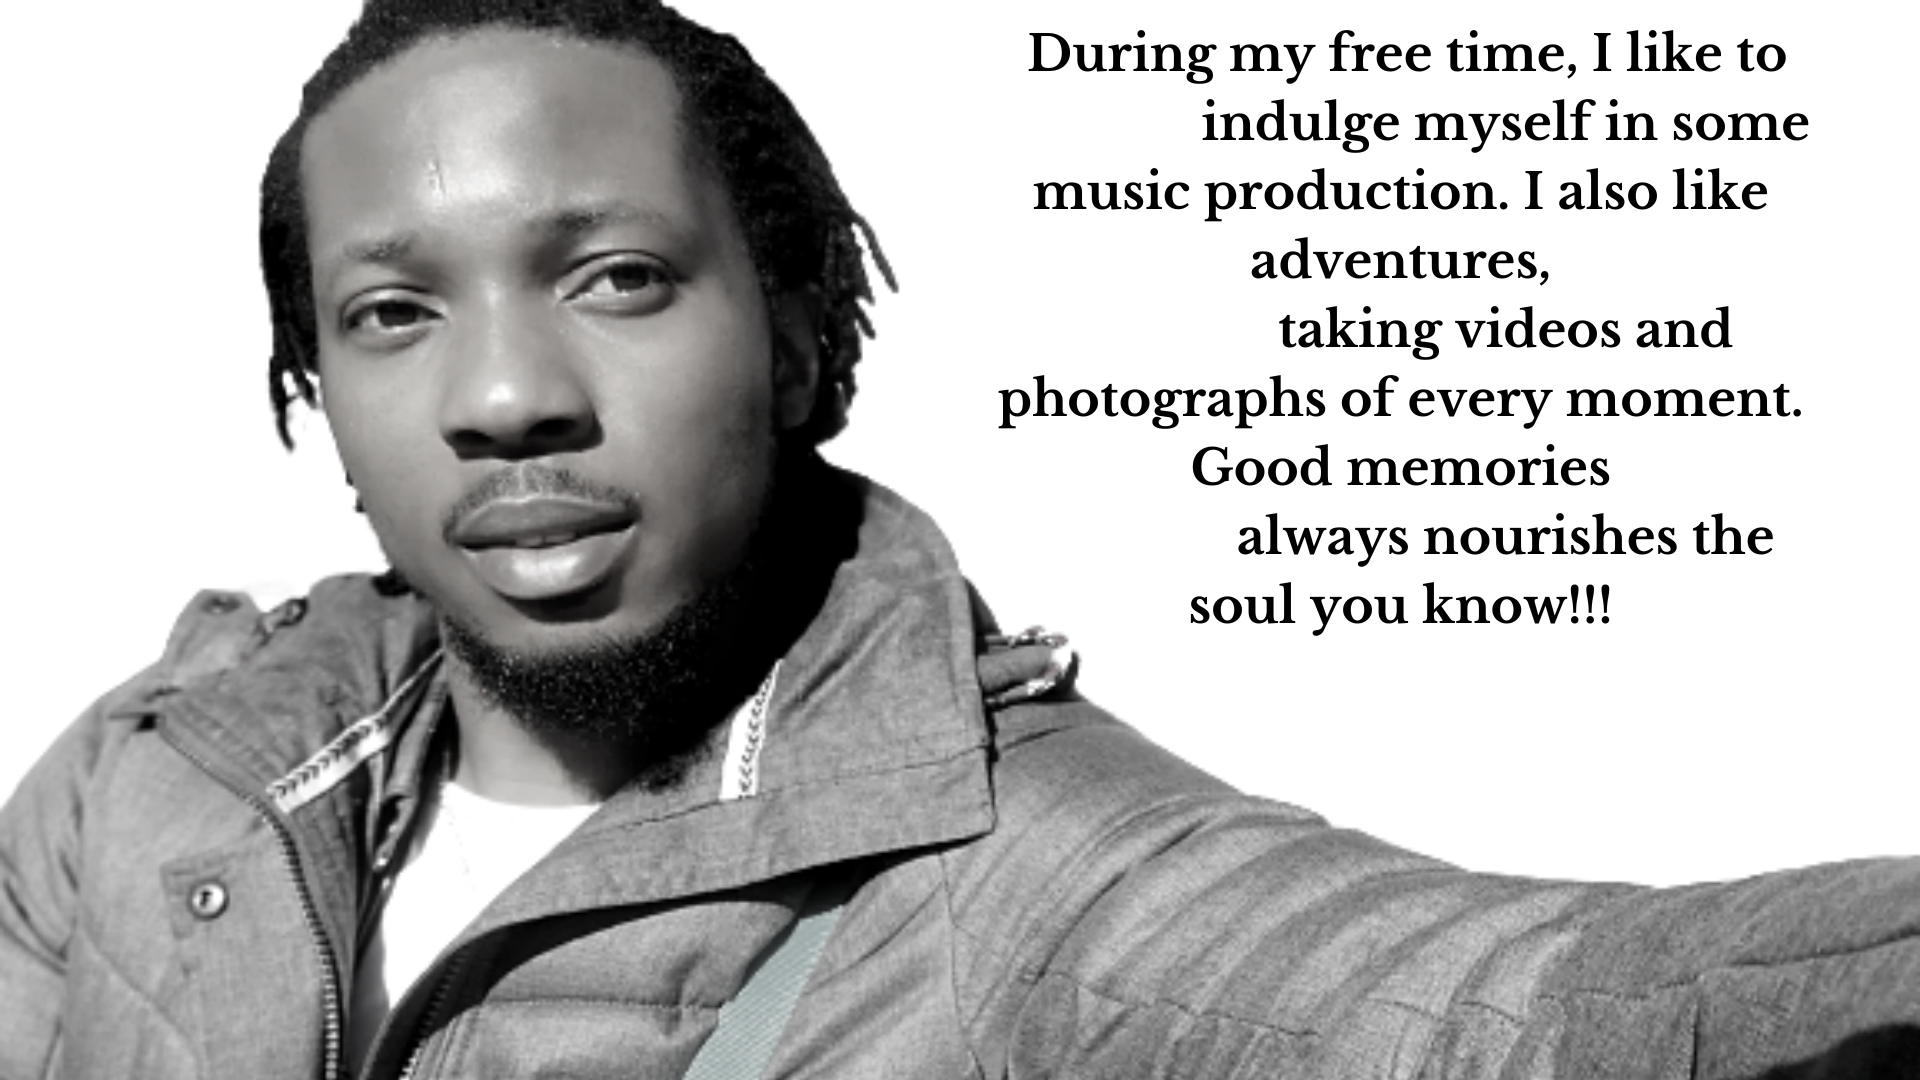 During my free time, I like to
indulge myself in some
music production. I also like
adventures,
taking videos and
photographs of every moment.
Good memories
always nourishes the
soul you know!!!